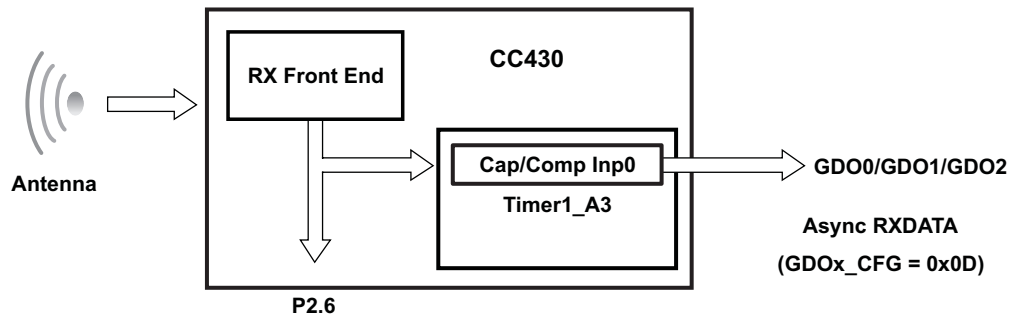 CC430
RX Front End
Antenna
Cap/Comp Inp0
Timer1_A3
GDO0/GDO1/GDO2
Async RXDATA
(GDOx_CFG = 0x0D)
P2.6